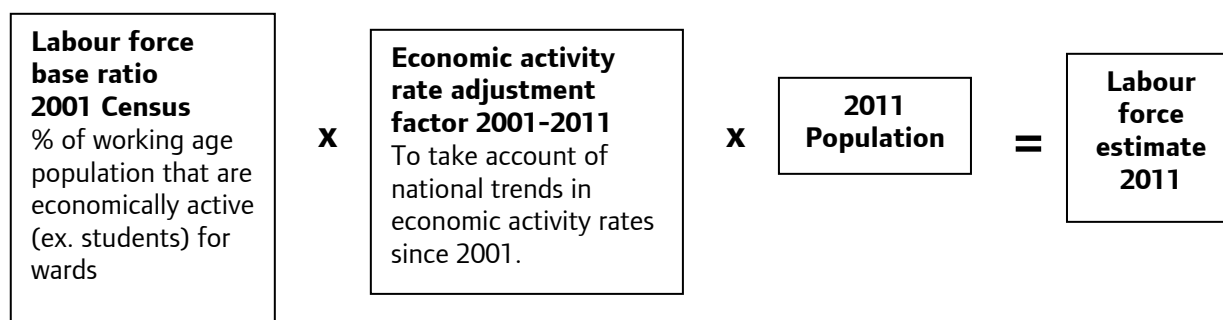 Labour force
base ratio
2001 Census
% of working age
population that are
economically active
(ex. students) for
wards
x
Economic activity
rate adjustment
factor 2001-2011
To take account of
national trends in
economic activity rates
since 2001.
x
2011
Population
=
Labour
force
estimate
2011